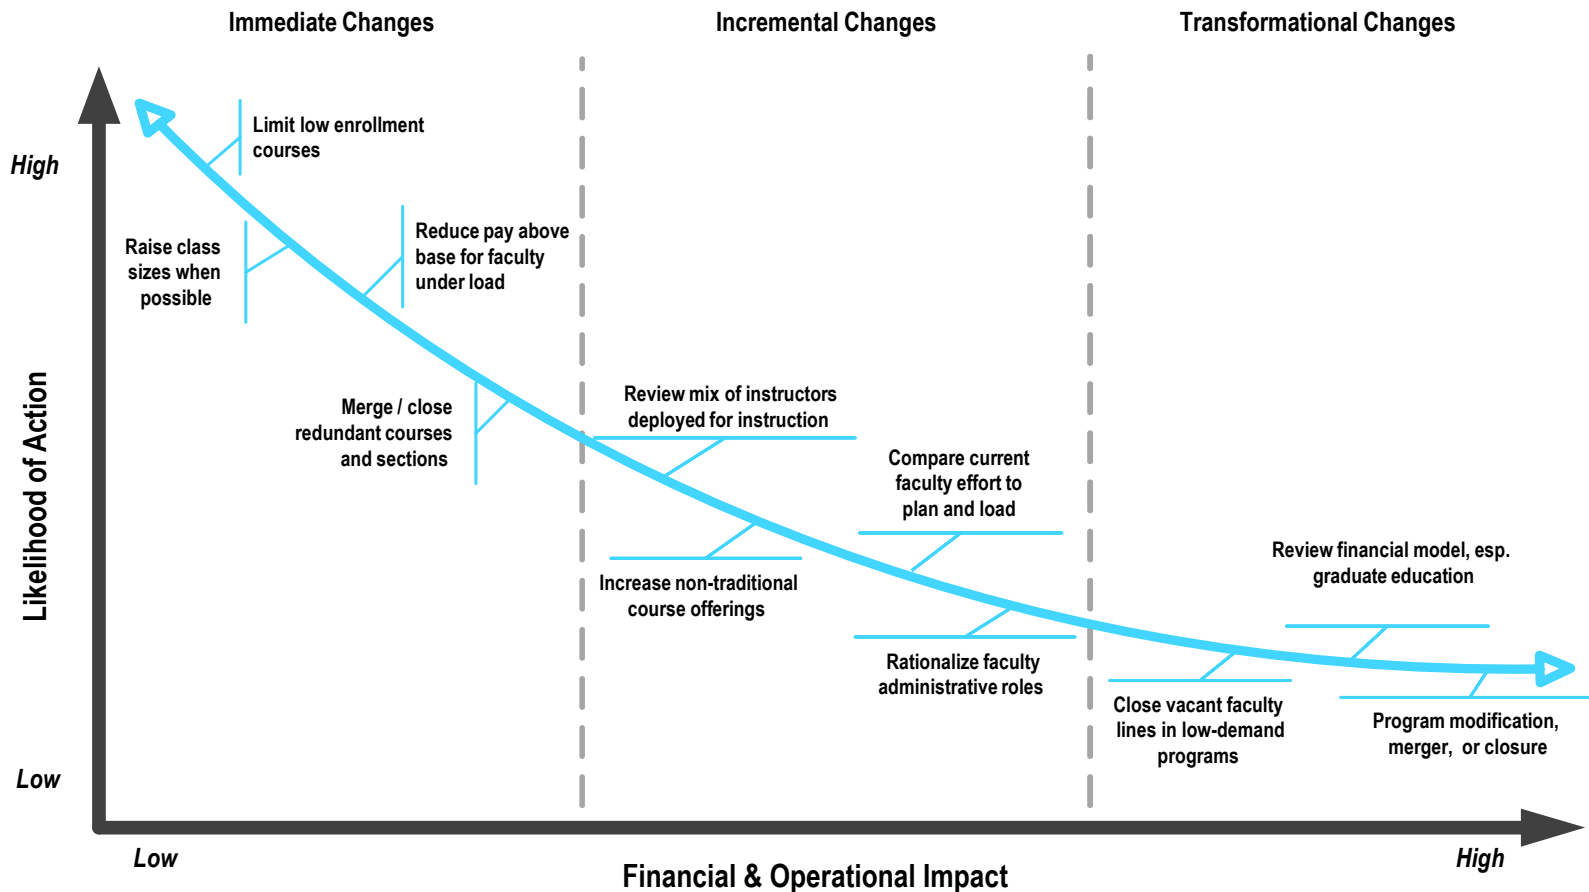 Immediate Changes
Incremental Changes
Transformational Changes
High
Limit low enrollment
courses
Raise class
sizes when
possible
Reduce pay above
base for faculty
under load
Merge / close
redundant courses
and sections
Review mix of instructors
deployed for instruction
Compare current
faculty effort to
plan and load
Increase non-traditional
course offerings
Rationalize faculty
administrative roles
Review financial model, esp.
graduate education
Close vacant faculty
lines in low-demand
programs
Program modification,
merger,  or closure
Likelihood of Action
Low
Low
High
Financial & Operational Impact